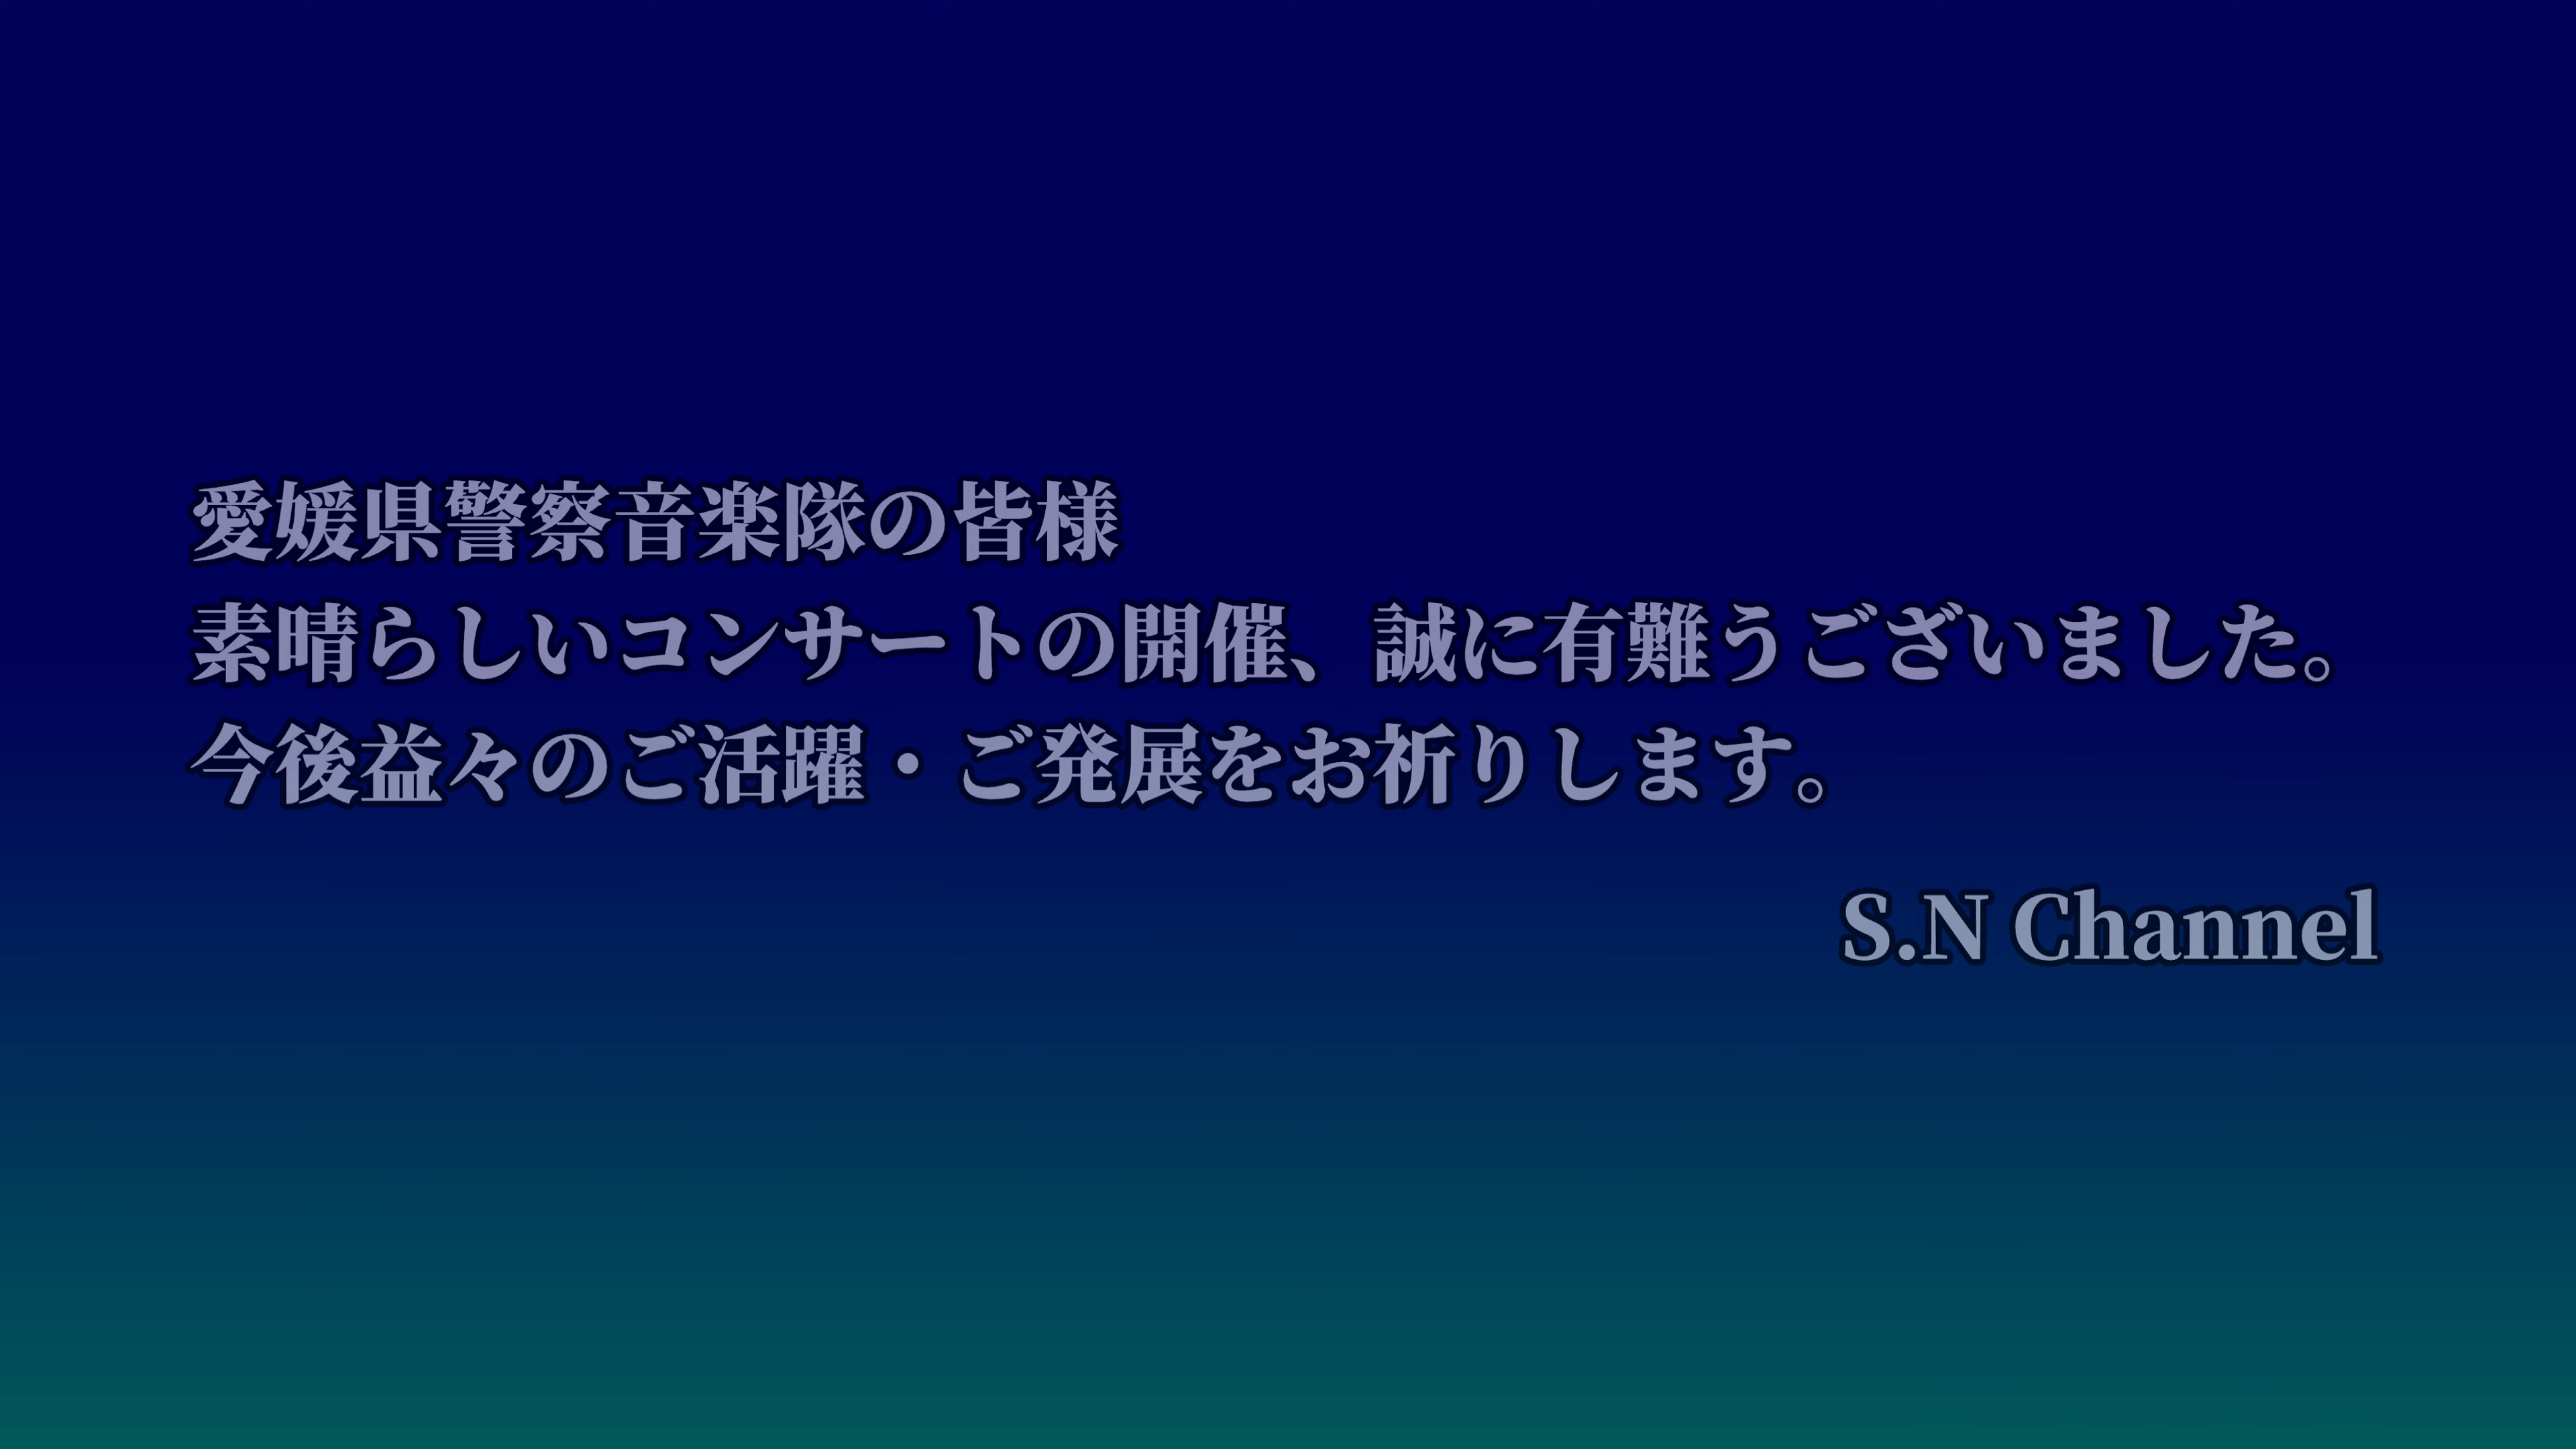 愛媛県警察音楽隊の皆様
素晴らしいコンサートの開催、誠に有難うございました。
今後益々のご活躍・ご発展をお祈りします。
S.N Channel